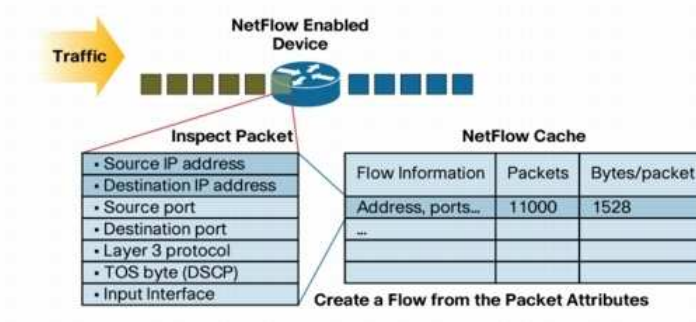 NetFlow Enabled
Device
Traffic
Inspect Packet
• Source IP address
• Destination IP address
• Source port
• Destination port
• Layer 3 protocol
• TOS byte (DSCP)
• Input Interface
NetFlow Cache
Flow Information Packets Bytes/packet
Address, ports... 11000 1528
...
Create a Flow from the Packet Attributes